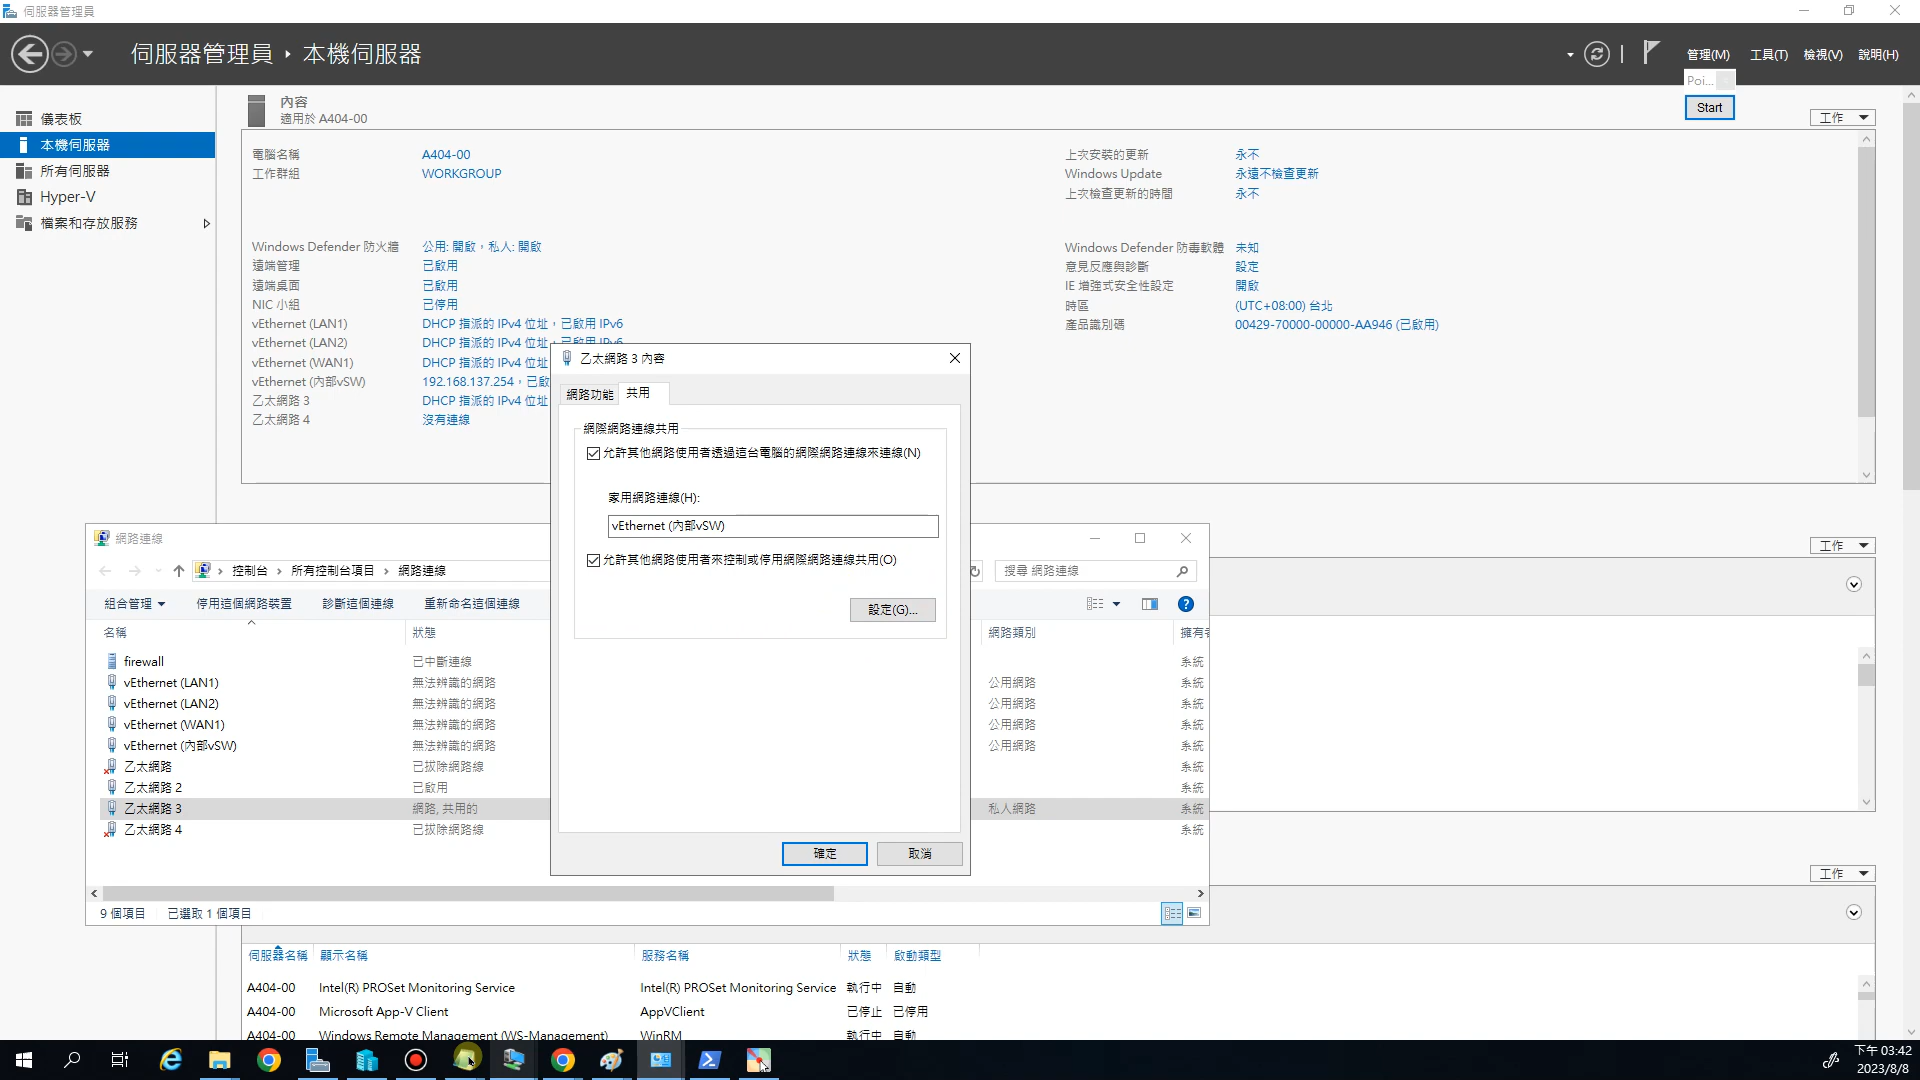 伺服器管理員
伺服器管理員 ‣ 本機伺服器
管理(M) 工具(T) 檢視(V) 說明(H)
Poi...
Start
儀表板
本機伺服器
所有伺服器
Hyper-V
檔案和存放服務
內容
適用於 A404-00
工作
電腦名稱 A404-00
工作群組 WORKGROUP
上次安裝的更新 永不
Windows Update 永遠不檢查更新
上次檢查更新的時間 永不
Windows Defender 防火牆 公用: 開啟，私人: 開啟
遠端管理 已啟用
遠端桌面 已啟用
NIC 小組 已停用
vEthernet (LAN1) DHCP 指派的 IPv4 位址，已啟用 IPv6
vEthernet (LAN2) DHCP 指派的 IPv4 位址，已啟用 IPv6
vEthernet (WAN1) DHCP 指派的 IPv4 位址
vEthernet (內部vSW) 192.168.137.254，已啟
乙太網路 3 DHCP 指派的 IPv4 位址
乙太網路 4 沒有連線
Windows Defender 防毒軟體 未知
意見反應與診斷 設定
IE 增強式安全性設定 開啟
時區 (UTC+08:00) 台北
產品識別碼 00429-70000-00000-AA946 (已啟用)
乙太網路 3 內容
網路功能 共用
網際網路連線共用
允許其他網路使用者透過這台電腦的網際網路連線來連線(N)
家用網路連線(H):
vEthernet (內部vSW)
允許其他網路使用者來控制或停用網際網路連線共用(O)
設定(G)...
確定 取消
網路連線
控制台 › 所有控制台項目 › 網路連線
搜尋 網路連線
組合管理 停用這個網路裝置 診斷這個連線 重新命名這個連線
名稱 狀態 網路類別 擁有者
firewall 已中斷連線 系統
vEthernet (LAN1) 無法辨識的網路 公用網路 系統
vEthernet (LAN2) 無法辨識的網路 公用網路 系統
vEthernet (WAN1) 無法辨識的網路 公用網路 系統
vEthernet (內部vSW) 無法辨識的網路 公用網路 系統
乙太網路 已拔除網路線 系統
乙太網路 2 已啟用 系統
乙太網路 3 網路, 共用的 私人網路 系統
乙太網路 4 已拔除網路線 系統
9 個項目 已選取 1 個項目
工作
工作
伺服器名稱 顯示名稱 服務名稱 狀態 啟動類型
A404-00 Intel(R) PROSet Monitoring Service Intel(R) PROSet Monitoring Service 執行中 自動
A404-00 Microsoft App-V Client AppVClient 已停止 已停用
A404-00 Windows Remote Management (WS-Management) WinRM 執行中 自動
下午 03:42
2023/8/8